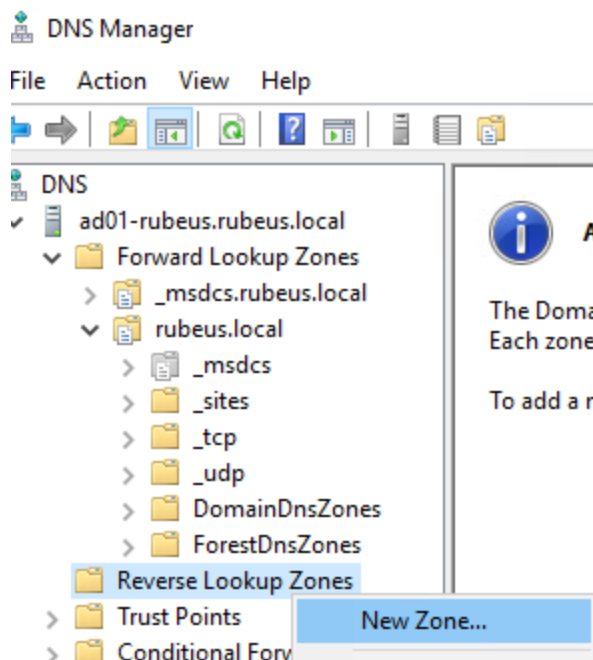 DNS Manager
File Action View Help
DNS
ad01-rubeus.rubeus.local
Forward Lookup Zones
_msdcs.rubeus.local
rubeus.local
_msdcs
_sites
_tcp
_udp
DomainDnsZones
ForestDnsZones
Reverse Lookup Zones
Trust Points
New Zone...
Conditional Forw
A
The Doma
Each zone
To add a r